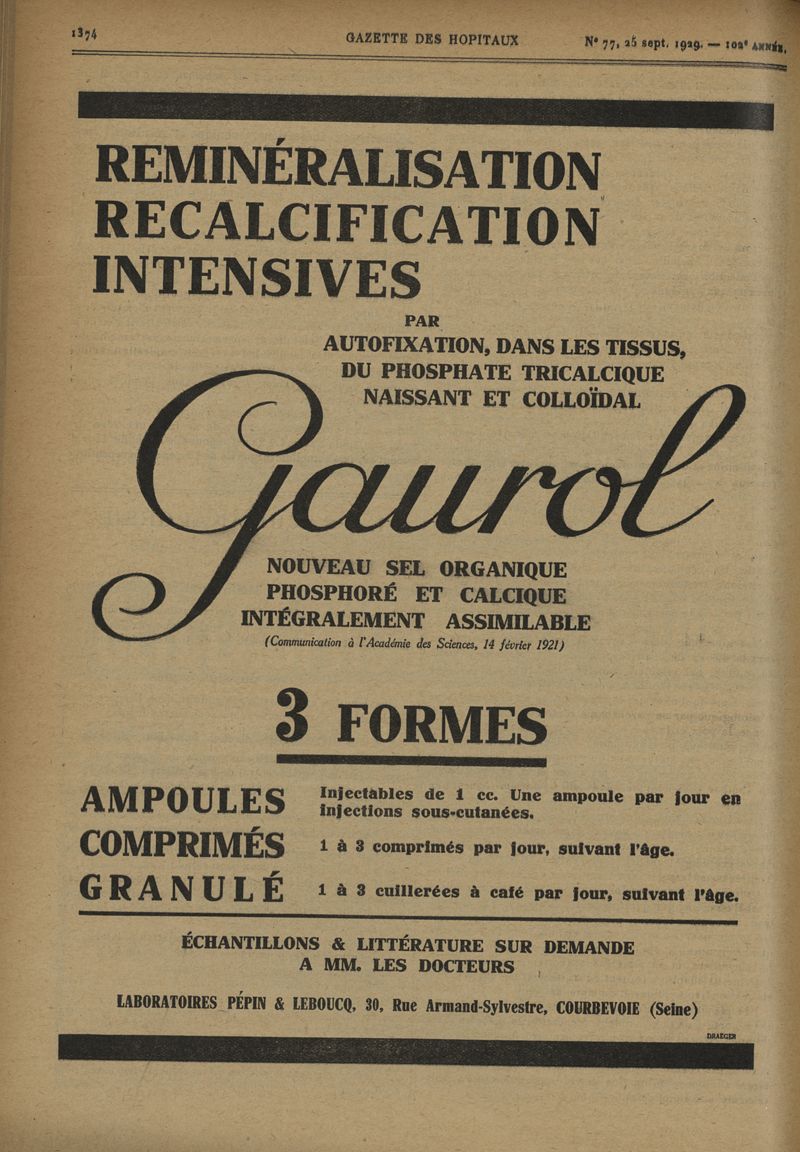 1374
GAZETTE DES HOPITAUX
N° 77, 25 sept. 1929. — 102e ANNÉE.
REMINÉRALISATION
RECALCIFICATION
INTENSIVES
PAR
AUTOFIXATION, DANS LES TISSUS,
DU PHOSPHATE TRICALCIQUE
NAISSANT ET COLLOÏDAL
Gaurol
NOUVEAU SEL ORGANIQUE
PHOSPHORÉ ET CALCIQUE
INTÉGRALEMENT ASSIMILABLE
(Communication à l'Académie des Sciences, 14 février 1921)
3 FORMES
AMPOULES
Injectables de 1 cc. Une ampoule par jour en
injections sous-cutanées.
COMPRIMÉS
1 à 3 comprimés par jour, suivant l'âge.
GRANULÉ
1 à 3 cuillerées à café par jour, suivant l'âge.
ÉCHANTILLONS & LITTÉRATURE SUR DEMANDE
A MM. LES DOCTEURS
LABORATOIRES PÉPIN & LEBOUCQ, 30, Rue Armand-Sylvestre, COURBEVOIE (Seine)
DRAEGER